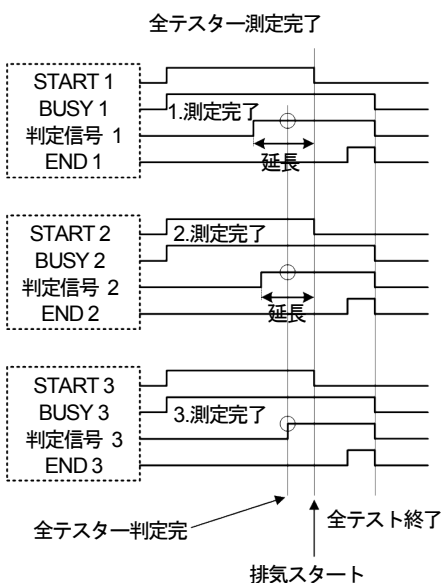 全テスター測定完了
START 1
BUSY 1
判定信号 1
END 1
1.測定完了
延長
START 2
BUSY 2
判定信号 2
END 2
2.測定完了
延長
START 3
BUSY 3
判定信号 3
END 3
3.測定完了
全テスター判定完
全テスト終了
排気スタート